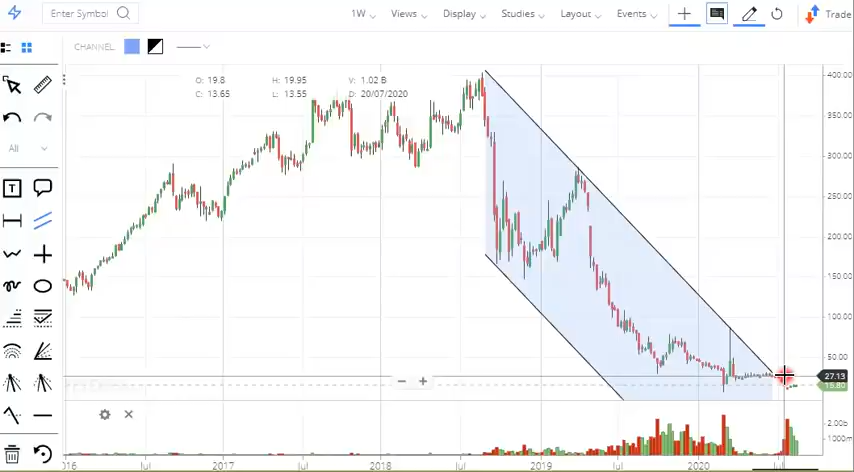 Enter Symbol 1W Views Display Studies Layout Events Trade
CHANNEL:
O: 19.8 H: 19.95 V: 1.02 B
C: 13.65 L: 13.55 D: 20/07/2020
400.00
All
300.00
T
250.00
200.00
150.00
100.00
50.00
27.13
15.80
2.00b
0.00
2016 Jul 2017 Jul 2018 Jul 2019 Jul 2020 Jul